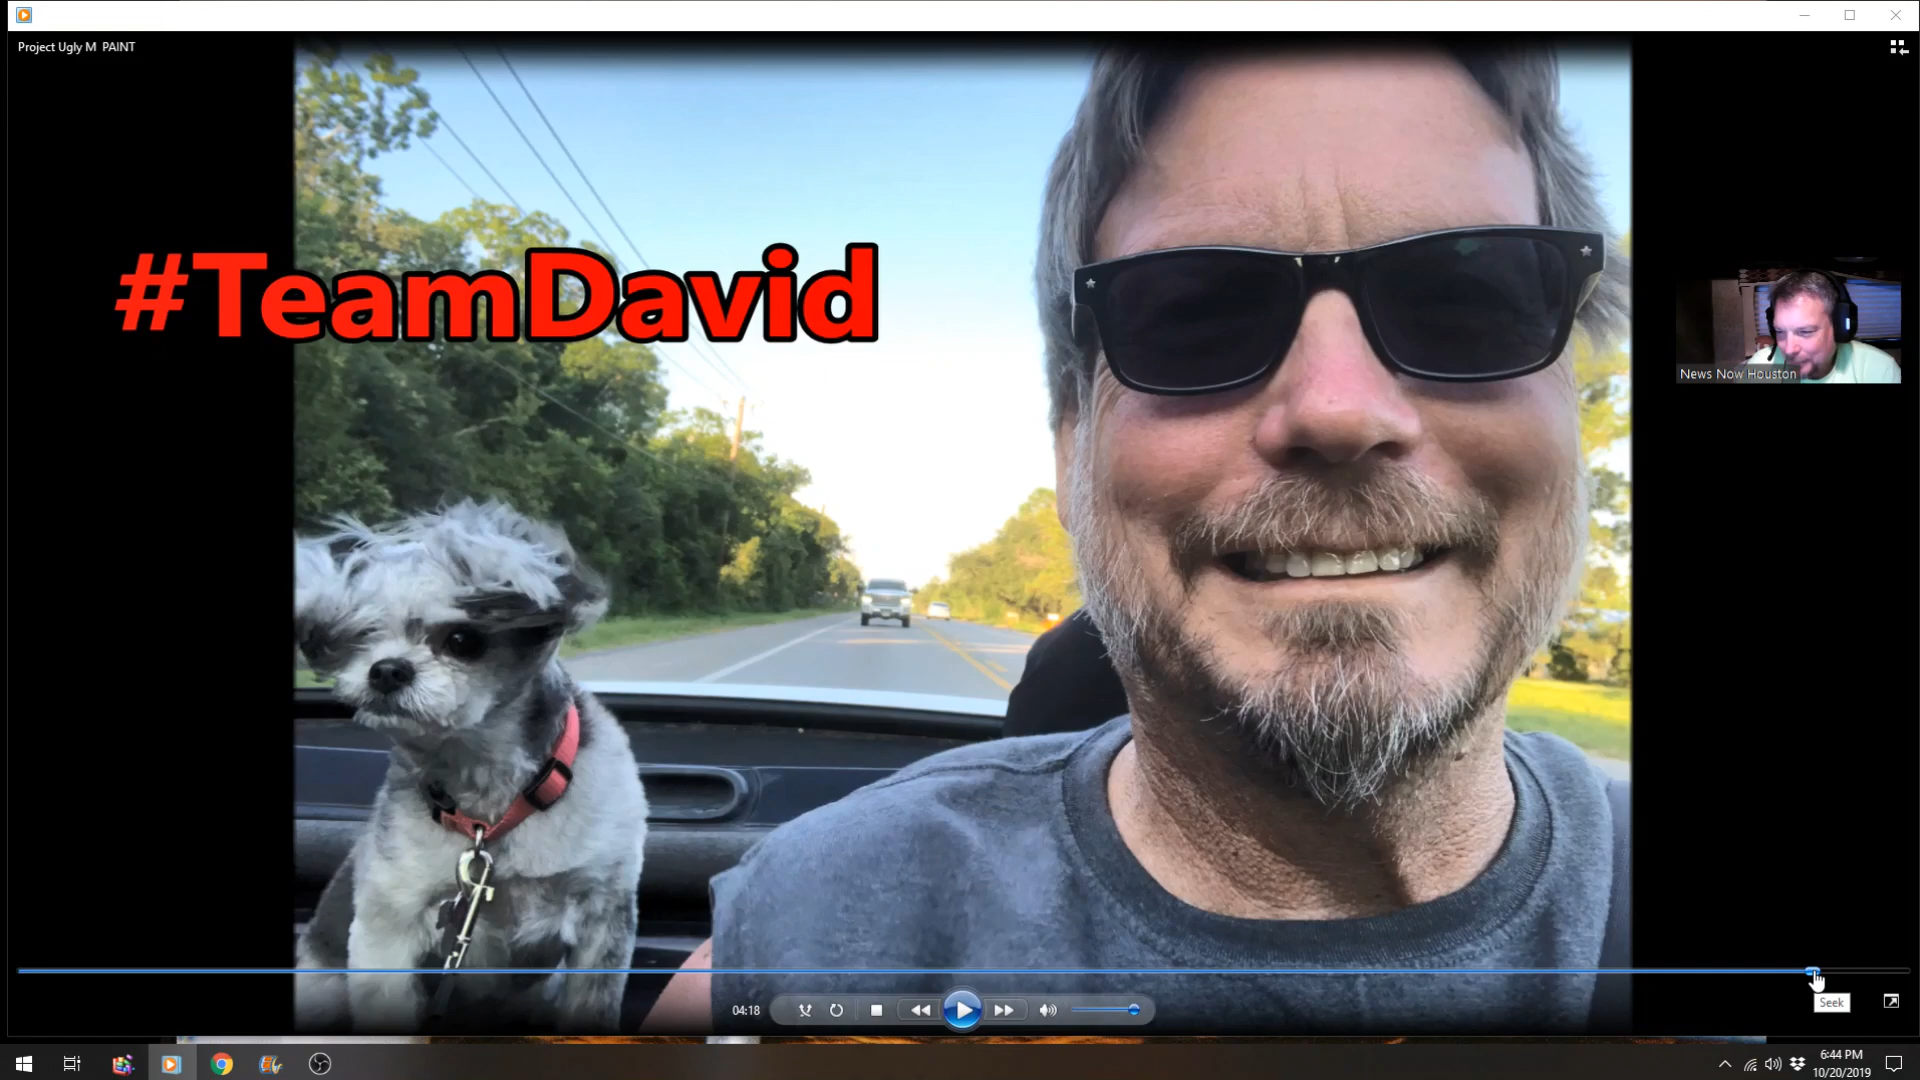 Project Ugly M PAINT
#TeamDavid
News Now Houston
04:18
Seek
6:44 PM
10/20/2019